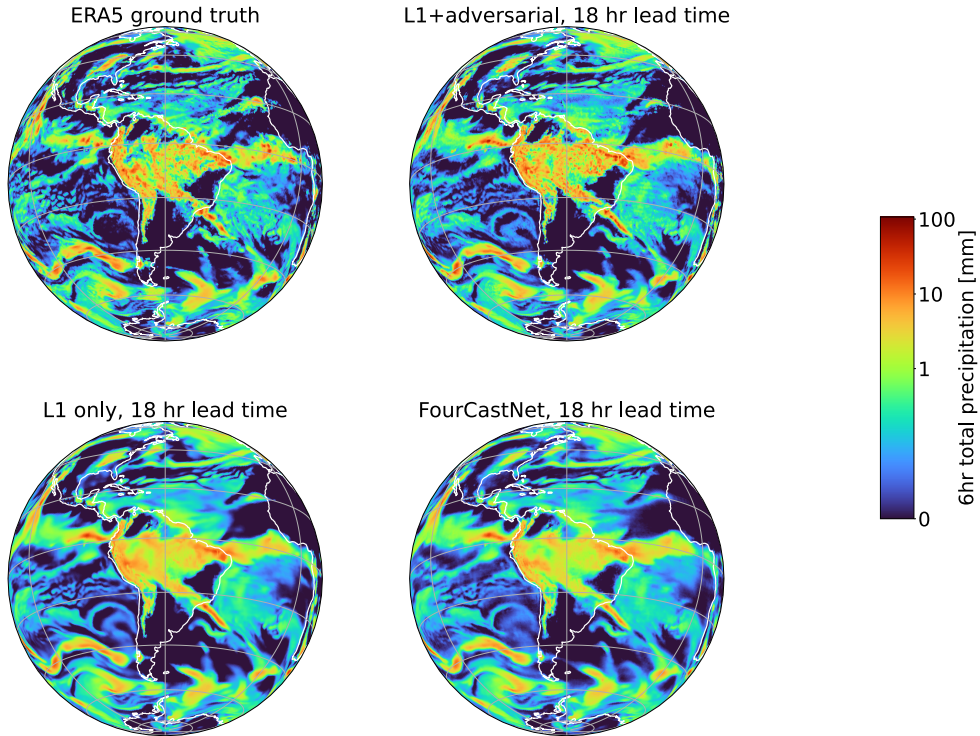 ERA5 ground truth
L1+adversarial, 18 hr lead time
L1 only, 18 hr lead time
FourCastNet, 18 hr lead time
100
10
1
0
6hr total precipitation [mm]